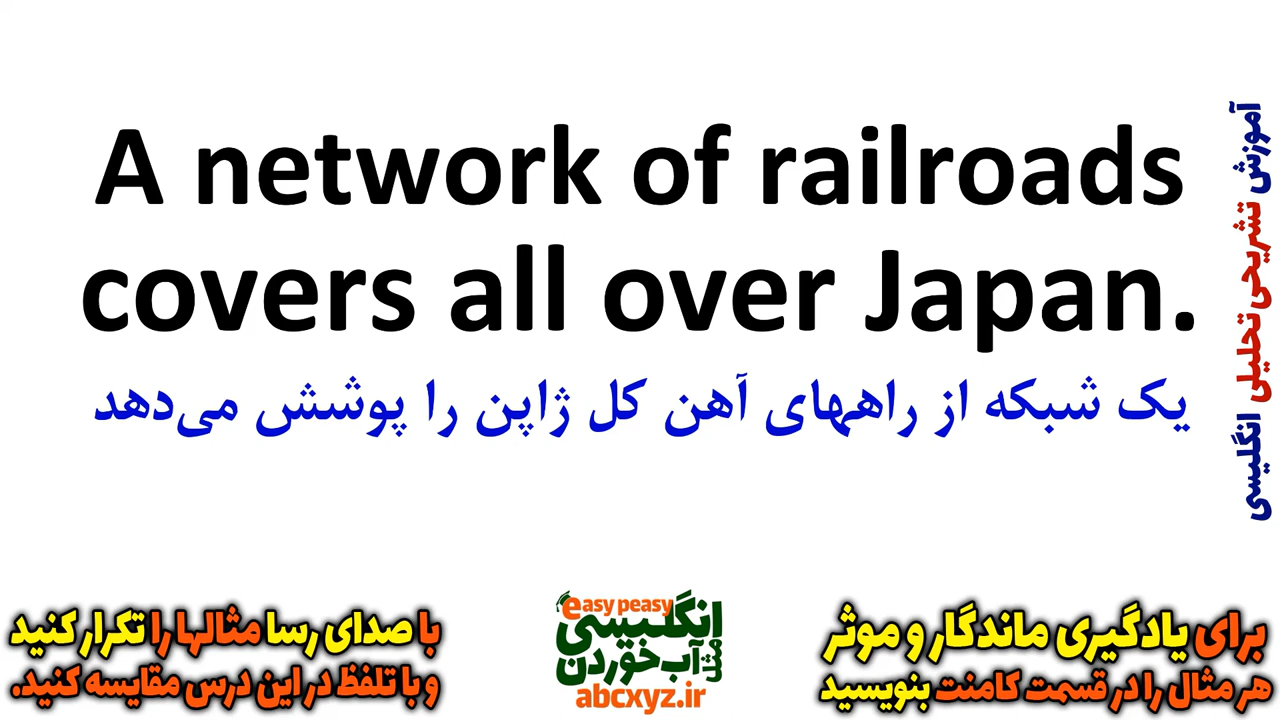 A network of railroads
covers all over Japan.
یک شبکه از راههای آهن کل ژاپن را پوشش می‌دهد
آموزش تشریحی تحلیلی انگلیسی
برای یادگیری ماندگار و موثر
هر مثال را در قسمت کامنت بنویسید
easy peasy
انگلیسی
مثل آب خوردن
abcxyz.ir
با صدای رسا مثالها را تکرار کنید
و با تلفظ در این درس مقایسه کنید.